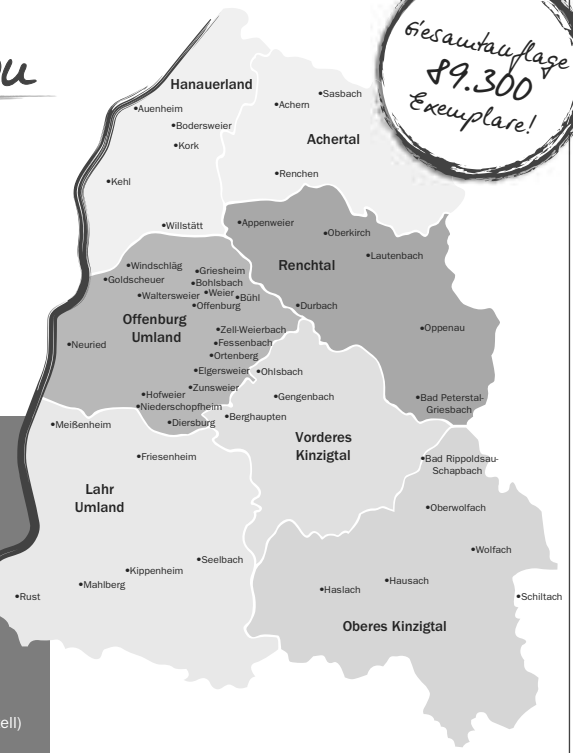 Gesamtauflage
89.300
Exemplare!
Hanauerland
Auenheim
Bodersweier
Kork
Kehl
Willstätt
Sasbach
Achern
Achertal
Renchen
Appenweier
Oberkirch
Lautenbach
Renchtal
Durbach
Oppenau
Bad Peterstal-
Griesbach
Windschläg
Griesheim
Goldscheuer
Bohlsbach
Waltersweier
Weier
Bühl
Offenburg
Offenburg
Umland
Zell-Weierbach
Neuried
Fessenbach
Ortenberg
Elgersweier
Ohlsbach
Zunsweier
Hofweier
Gengenbach
Niederschopfheim
Berghaupten
Diersburg
Vorderes
Kinzigtal
Meißenheim
Friesenheim
Lahr
Umland
Seelbach
Kippenheim
Mahlberg
Rust
Bad Rippoldsau-
Schapbach
Oberwolfach
Wolfach
Hausach
Haslach
Schiltach
Oberes Kinzigtal
ell)